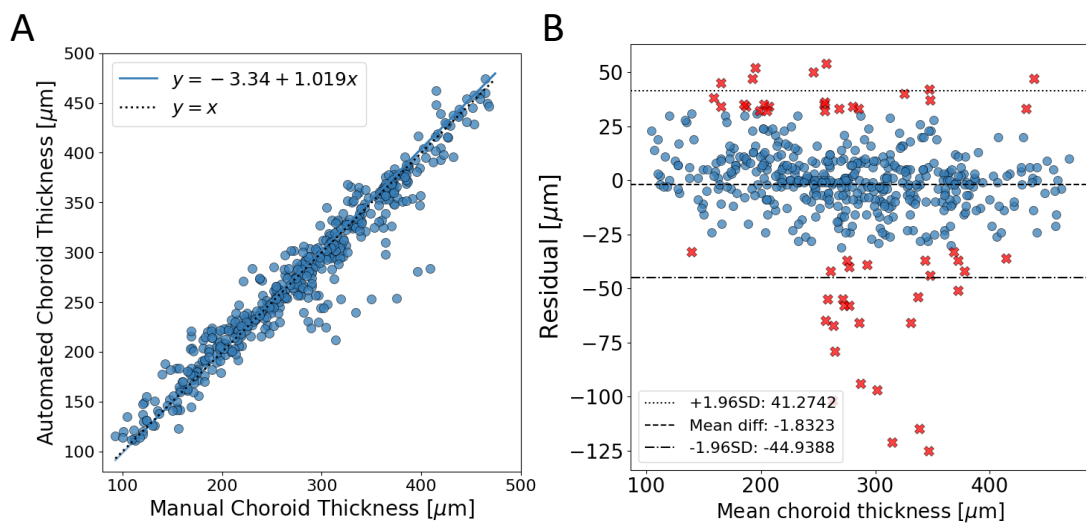 A
B
y = −3.34 + 1.019x
y = x
Automated Choroid Thickness [μm]
500
450
400
350
300
250
200
150
100
100
200
300
400
500
Manual Choroid Thickness [μm]
Residual [μm]
50
25
0
−25
−50
−75
−100
−125
+1.96SD: 41.2742
Mean diff: -1.8323
-1.96SD: -44.9388
100
200
300
400
Mean choroid thickness [μm]